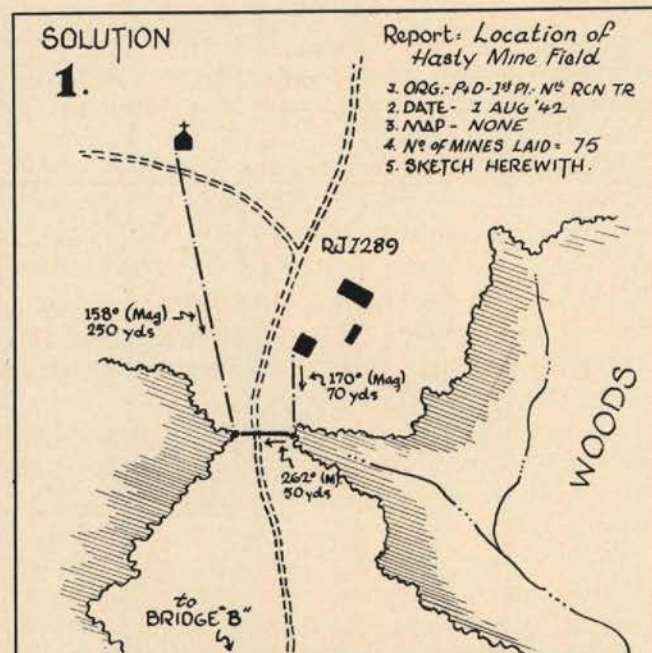 SOLUTION
1.
Report: Location of
Hasty Mine Field
1. ORG.- P&D-1st Pl.- Nth RCN TR
2. DATE - 1 AUG '42
3. MAP - NONE
4. No of MINES LAID = 75
5. SKETCH HEREWITH.
RJ1289
158° (Mag)
250 yds
170° (Mag)
70 yds
262° (M)
50 yds
WOODS
to
BRIDGE "B"